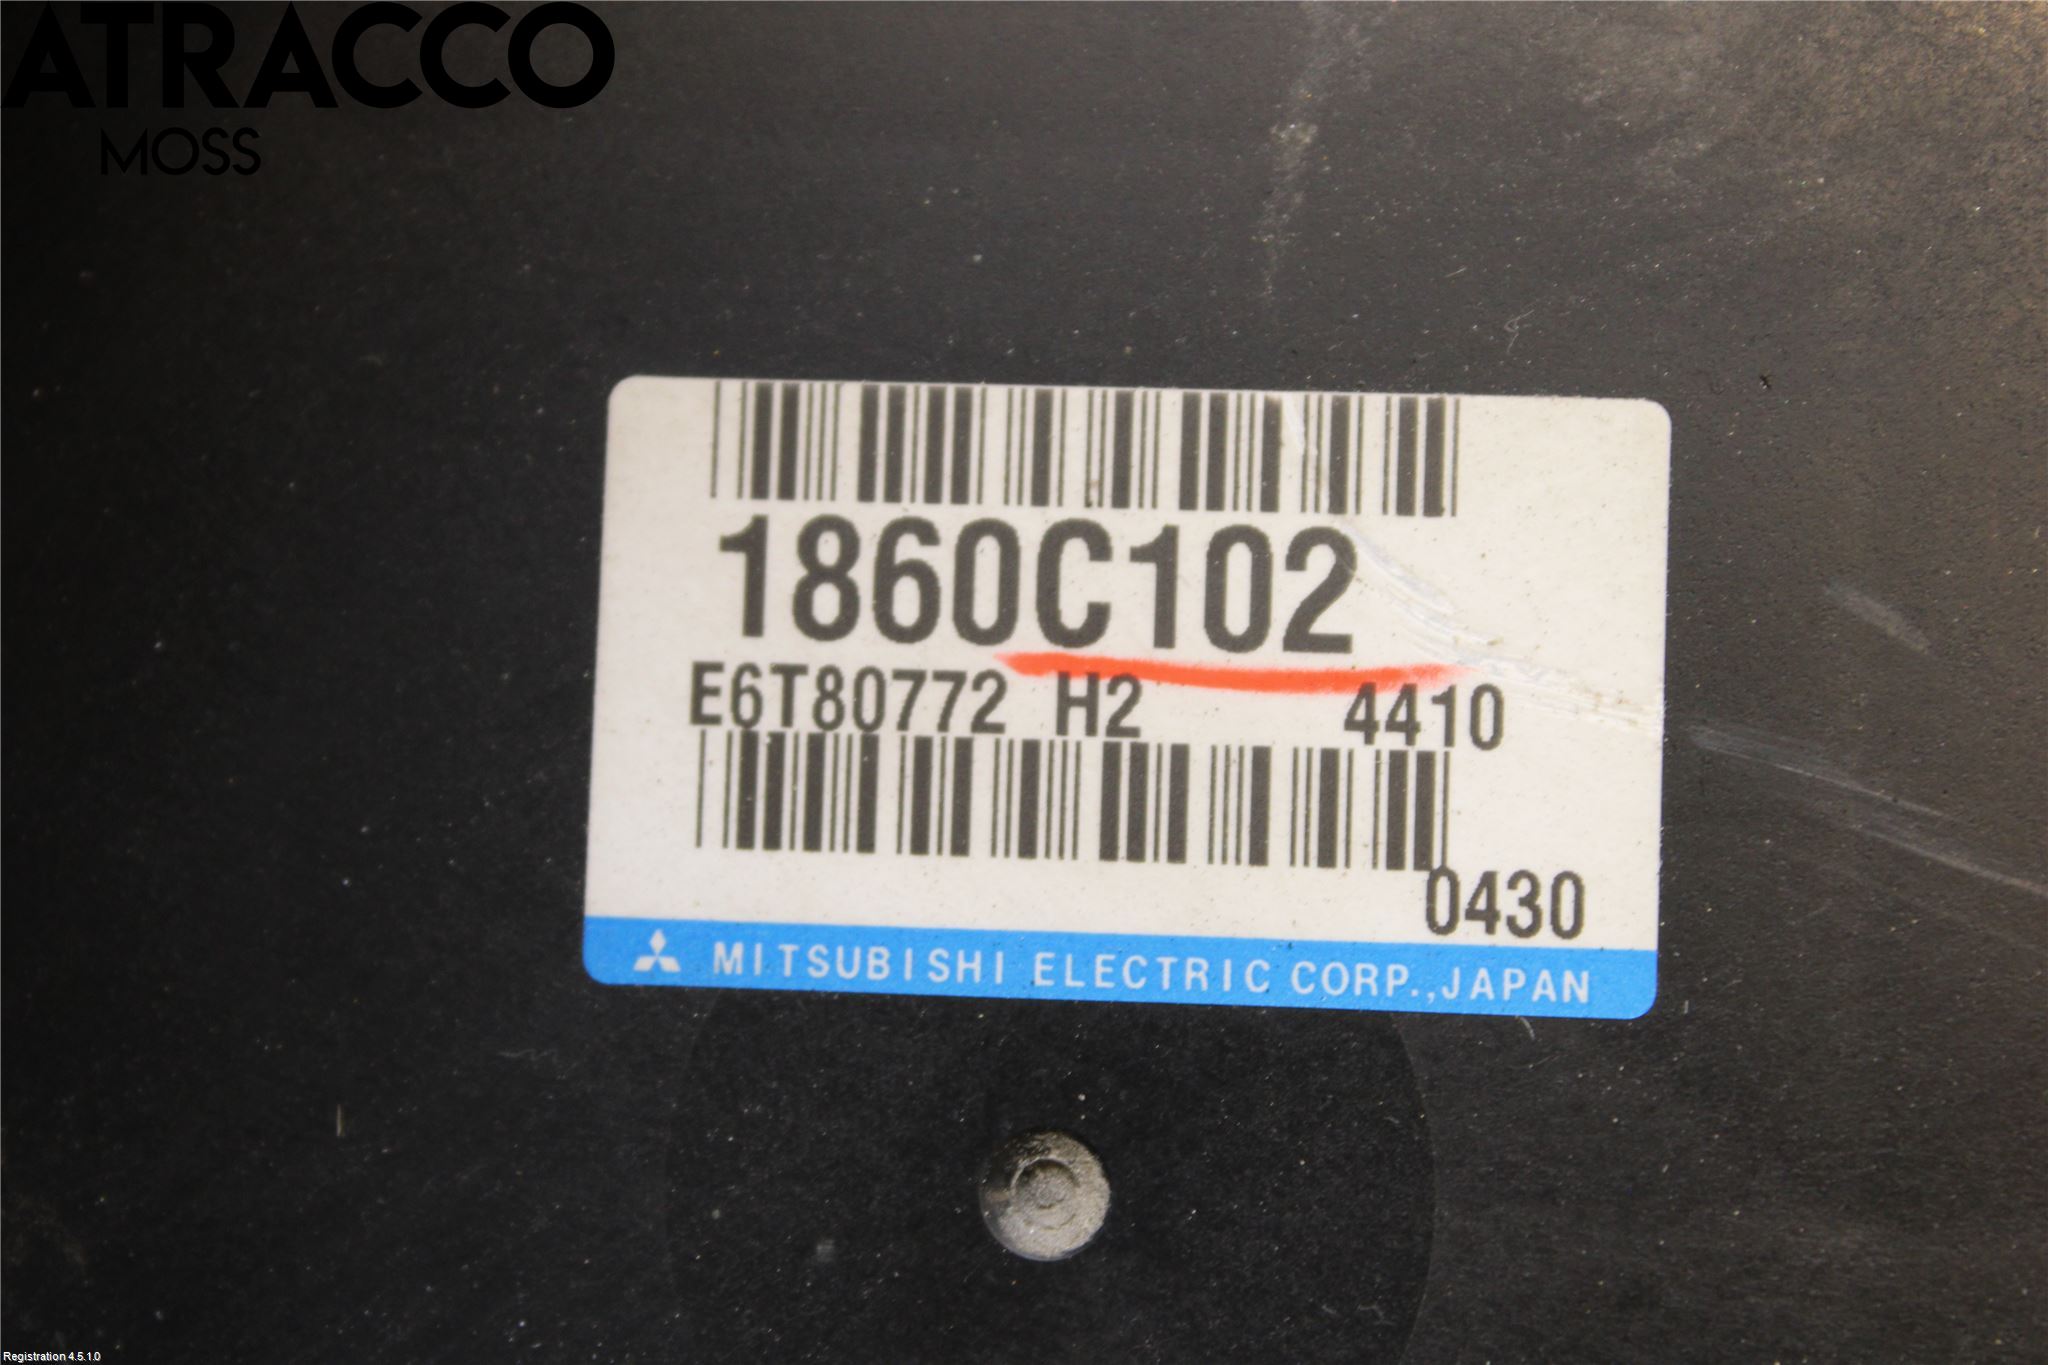 ATRACCO
MOSS
1860C102
E6T80772 H2 4410
0430
MITSUBISHI ELECTRIC CORP.,JAPAN
Registration 4.5.1.0